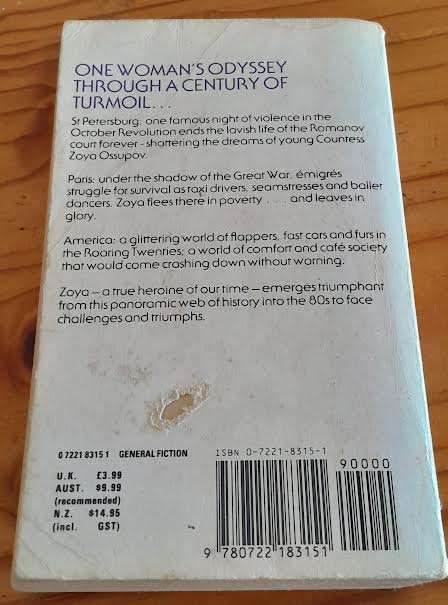 ONE WOMAN'S ODYSSEY
THROUGH A CENTURY OF
TURMOIL...
St Petersburg: one famous night of violence in the
October Revolution ends the lavish life of the Romanov
court forever - shattering the dreams of young Countess
Zoya Ossupov.
Paris: under the shadow of the Great War, émigrés
struggle for survival as taxi drivers, seamstresses and ballet
dancers. Zoya flees there in poverty . . . and leaves in
glory.
America: a glittering world of flappers, fast cars and furs in
the Roaring Twenties; a world of comfort and café society
that would come crashing down without warning.
Zoya – a true heroine of our time – emerges triumphant
from this panoramic web of history into the 80s to face
challenges and triumphs.
0 7221 8315 1 GENERAL FICTION
U.K. £3.99
AUST. $9.99
(recommended)
N.Z. $14.95
(incl. GST)
ISBN 0-7221-8315-1
90000
9 780722 183151